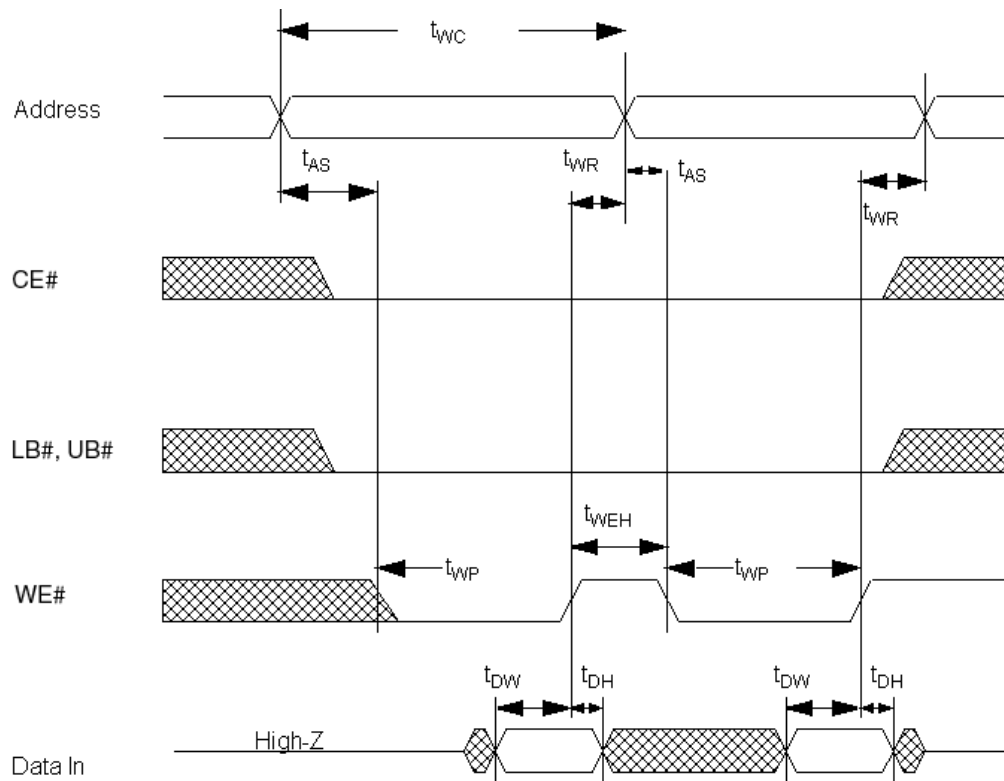 tWC
Address
tAS
tWR
tAS
tWR
CE#
LB#, UB#
tWEH
tWP
tWP
WE#
tDW
tDH
tDW
tDH
High-Z
Data In